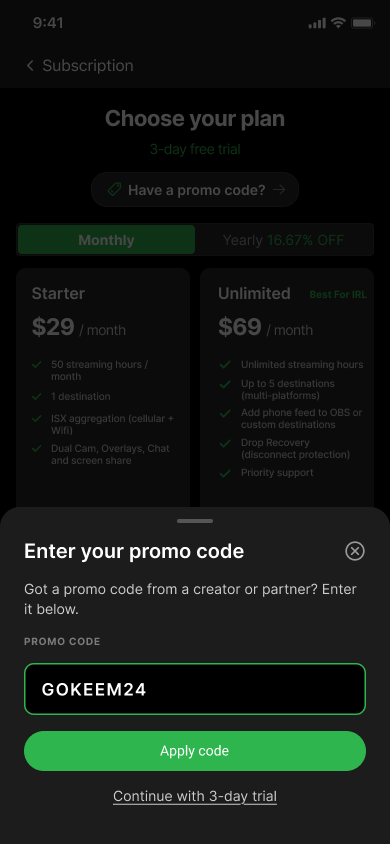 9:41
Subscription
Choose your plan
3-day free trial
Have a promo code?
Monthly
Yearly 16.67% OFF
Starter
$29 / month
50 streaming hours /
month
1 destination
ISX aggregation (cellular +
Wifi)
Dual Cam, Overlays, Chat
and screen share
Unlimited
Best For IRL
$69 / month
Unlimited streaming hours
Up to 5 destinations
(multi-platforms)
Add phone feed to OBS or
custom destinations
Drop Recovery
(disconnect protection)
Priority support
Enter your promo code
Got a promo code from a creator or partner? Enter
it below.
PROMO CODE
GOKEEM24
Apply code
Continue with 3-day trial